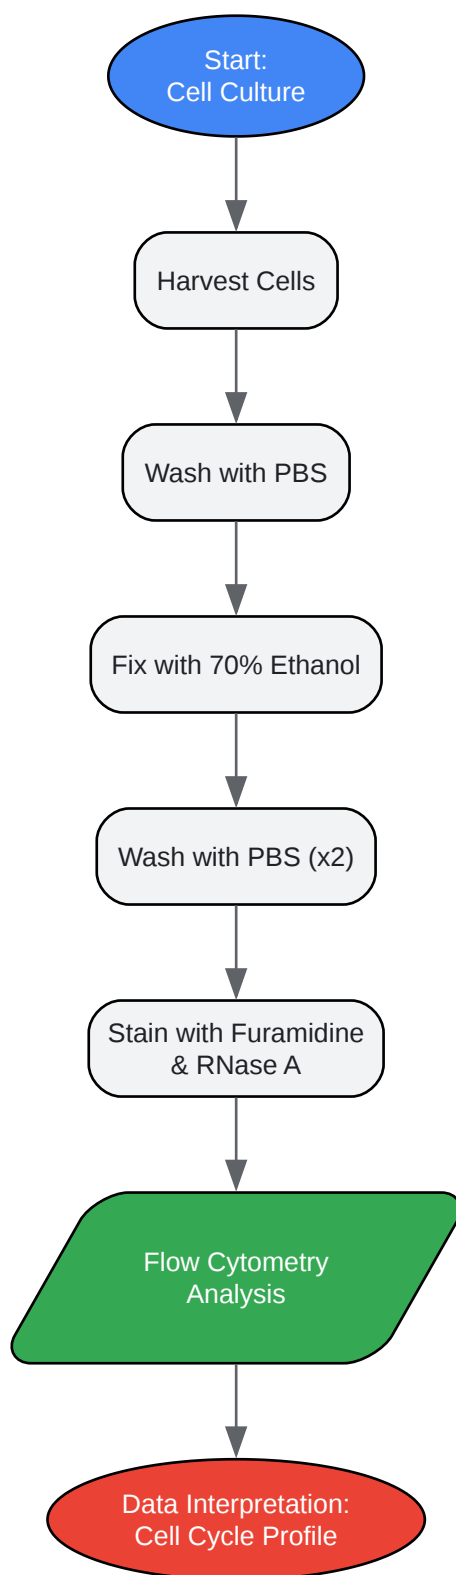 Start:
Cell Culture
Harvest Cells
Wash with PBS
Fix with 70% Ethanol
Wash with PBS (x2)
Stain with Furamidine
& RNase A
Flow Cytometry
Analysis
Data Interpretation:
Cell Cycle Profile